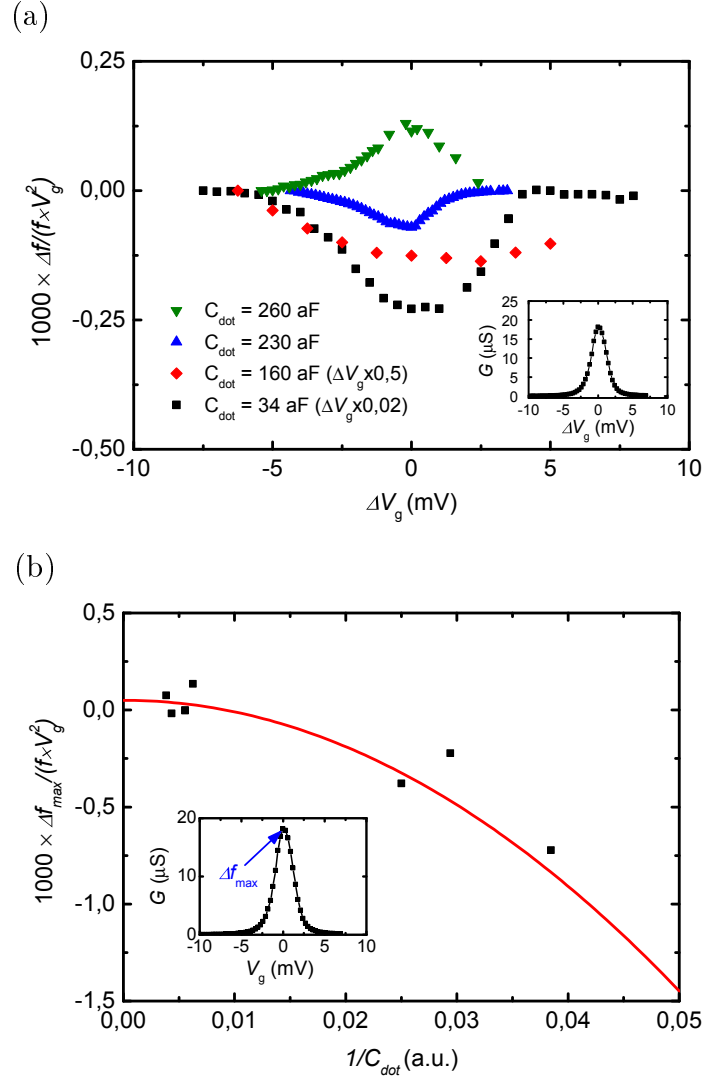 (a)
0,25
0,00
-0,25
-0,50
1000 × Δf/(f×V_g^2)
C_dot = 260 aF
C_dot = 230 aF
C_dot = 160 aF (ΔV_g x0,5)
C_dot = 34 aF (ΔV_g x0,02)
25
20
15
10
5
0
G (μS)
-10 -5 0 5 10
ΔV_g (mV)
-10 -5 0 5 10
ΔV_g (mV)
(b)
0,5
0,0
-0,5
-1,0
-1,5
1000 × Δf_max/(f×V_g^2)
20
10
0
G (μS)
Δf_max
-10 -5 0 5 10
V_g (mV)
0,00 0,01 0,02 0,03 0,04 0,05
1/C_dot (a.u.)